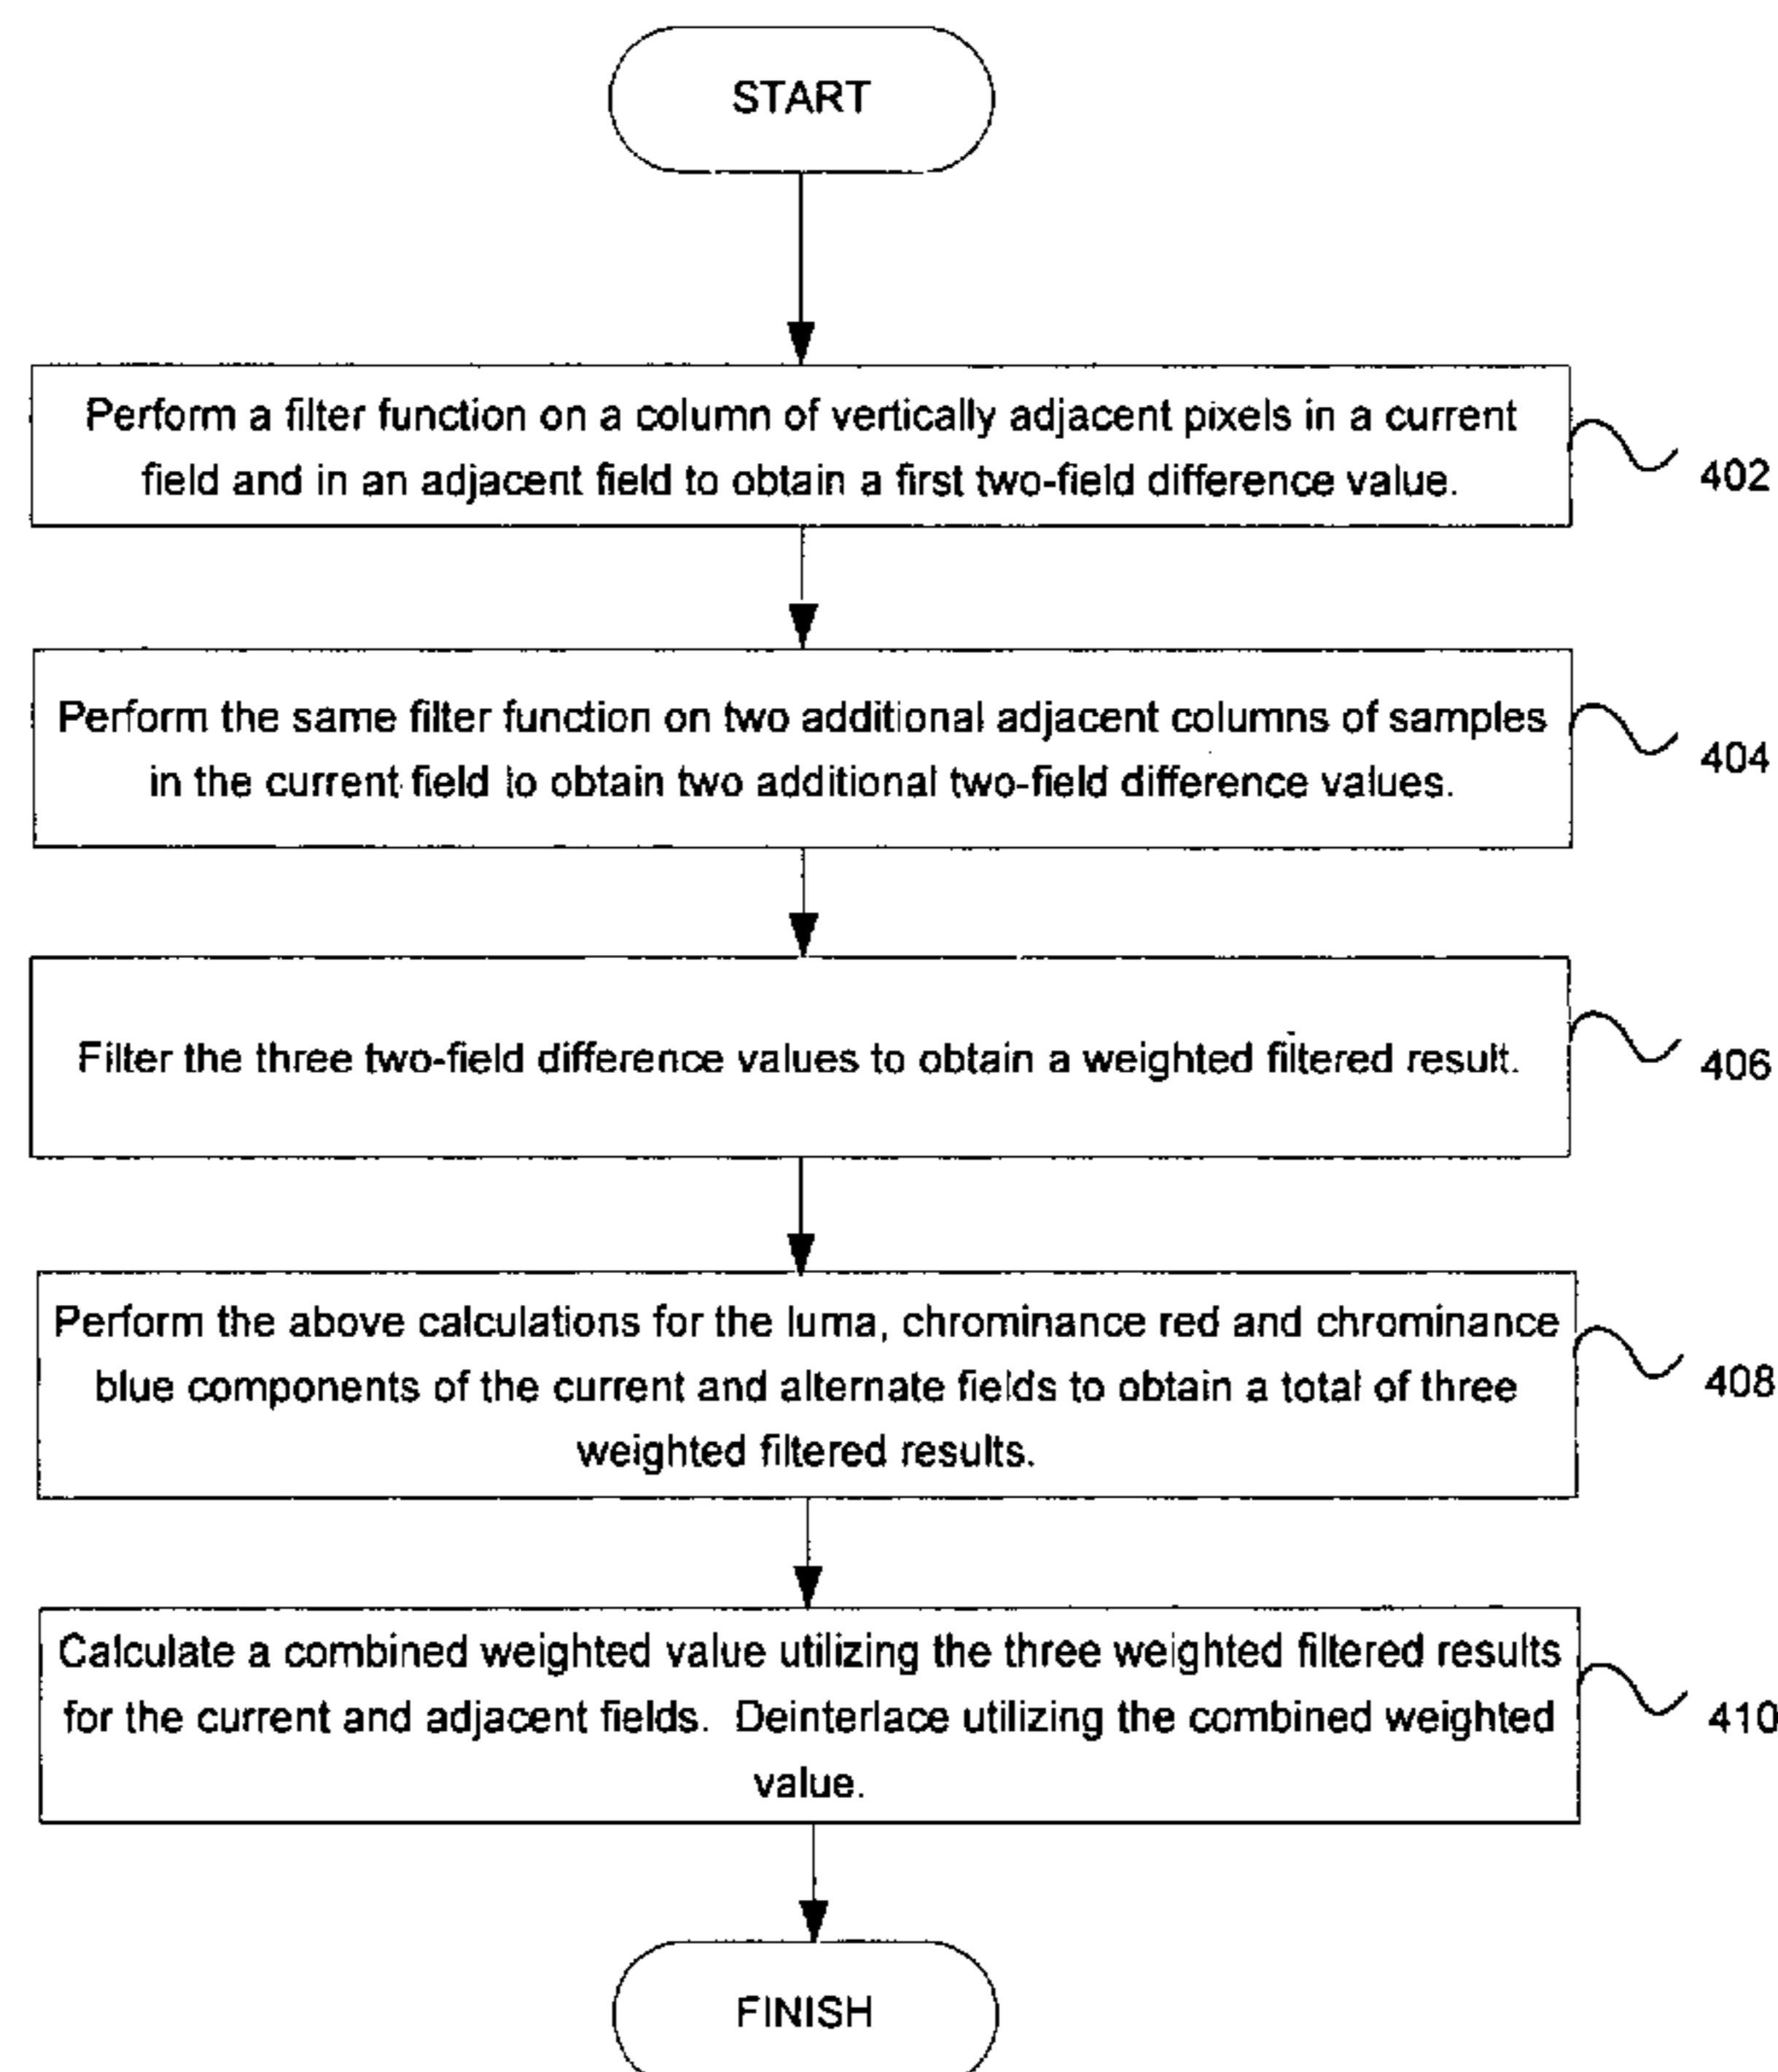 START
Perform a filter function on a column of vertically adjacent pixels in a current
field and in an adjacent field to obtain a first two-field difference value.
402
Perform the same filter function on two additional adjacent columns of samples
in the current field to obtain two additional two-field difference values.
404
Filter the three two-field difference values to obtain a weighted filtered result.
406
Perform the above calculations for the luma, chrominance red and chrominance
blue components of the current and alternate fields to obtain a total of three
weighted filtered results.
408
Calculate a combined weighted value utilizing the three weighted filtered results
for the current and adjacent fields. Deinterlace utilizing the combined weighted
value.
410
FINISH